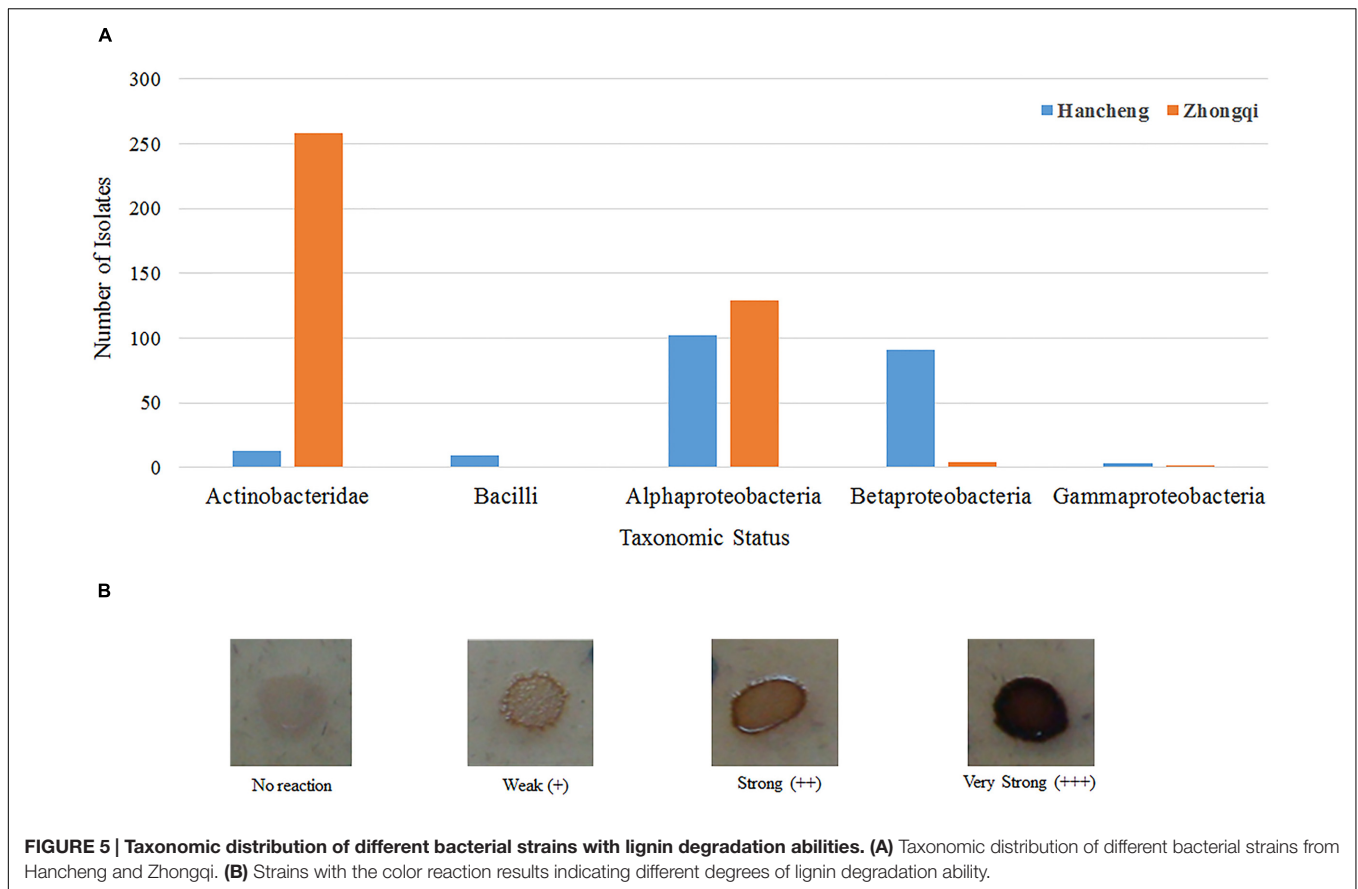 A
300
250
200
150
100
50
0
Number of Isolates
Hancheng Zhongqi
Actinobacteridae Bacilli Alphaproteobacteria Betaproteobacteria Gammaproteobacteria
Taxonomic Status
B
No reaction Weak (+) Strong (++) Very Strong (+++)
FIGURE 5 | Taxonomic distribution of different bacterial strains with lignin degradation abilities. (A) Taxonomic distribution of different bacterial strains from
Hancheng and Zhongqi. (B) Strains with the color reaction results indicating different degrees of lignin degradation ability.